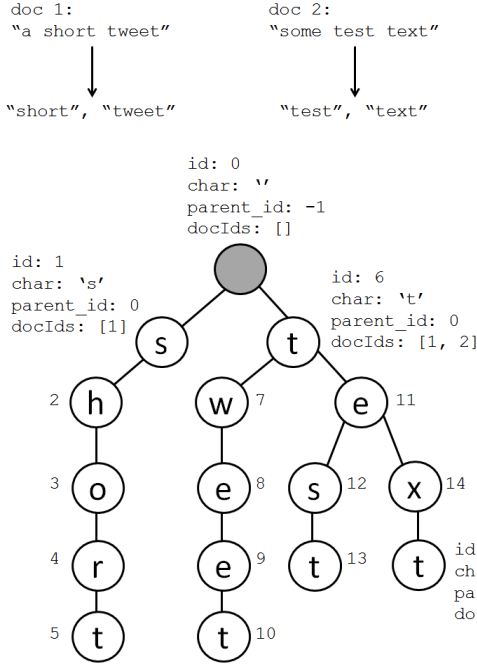 doc 1:
“a short tweet”
doc 2:
“some test text”
“short”, “tweet”
“test”, “text”
id: 0
char: ‘’
parent_id: -1
docIds: []
id: 1
char: ‘s’
parent_id: 0
docIds: [1]
id: 6
char: ‘t’
parent_id: 0
docIds: [1, 2]
s
t
2 h
w 7
e 11
3 o
e 8
s 12
x 14
4 r
e 9
t 13
t
id
ch
pa
do
5 t
t 10